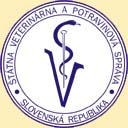 ŠTÁTNA VETERINÁRNA A POTRAVINOVÁ SPRÁVA
SLOVENSKÁ REPUBLIKA